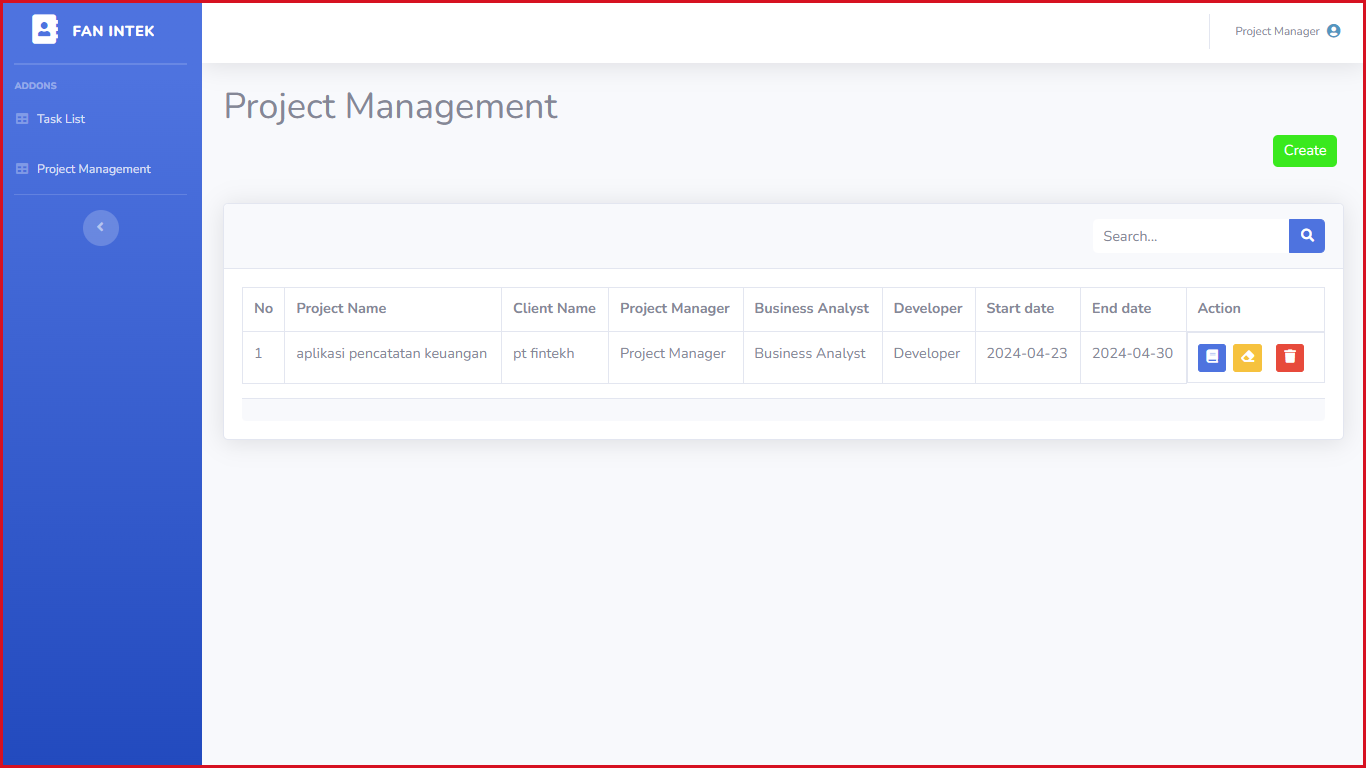 FAN INTEK
Project Manager
ADDONS
Task List
Project Management
Project Management
Create
Search...
No Project Name Client Name Project Manager Business Analyst Developer Start date End date Action
1 aplikasi pencatatan keuangan pt fintekh Project Manager Business Analyst Developer 2024-04-23 2024-04-30